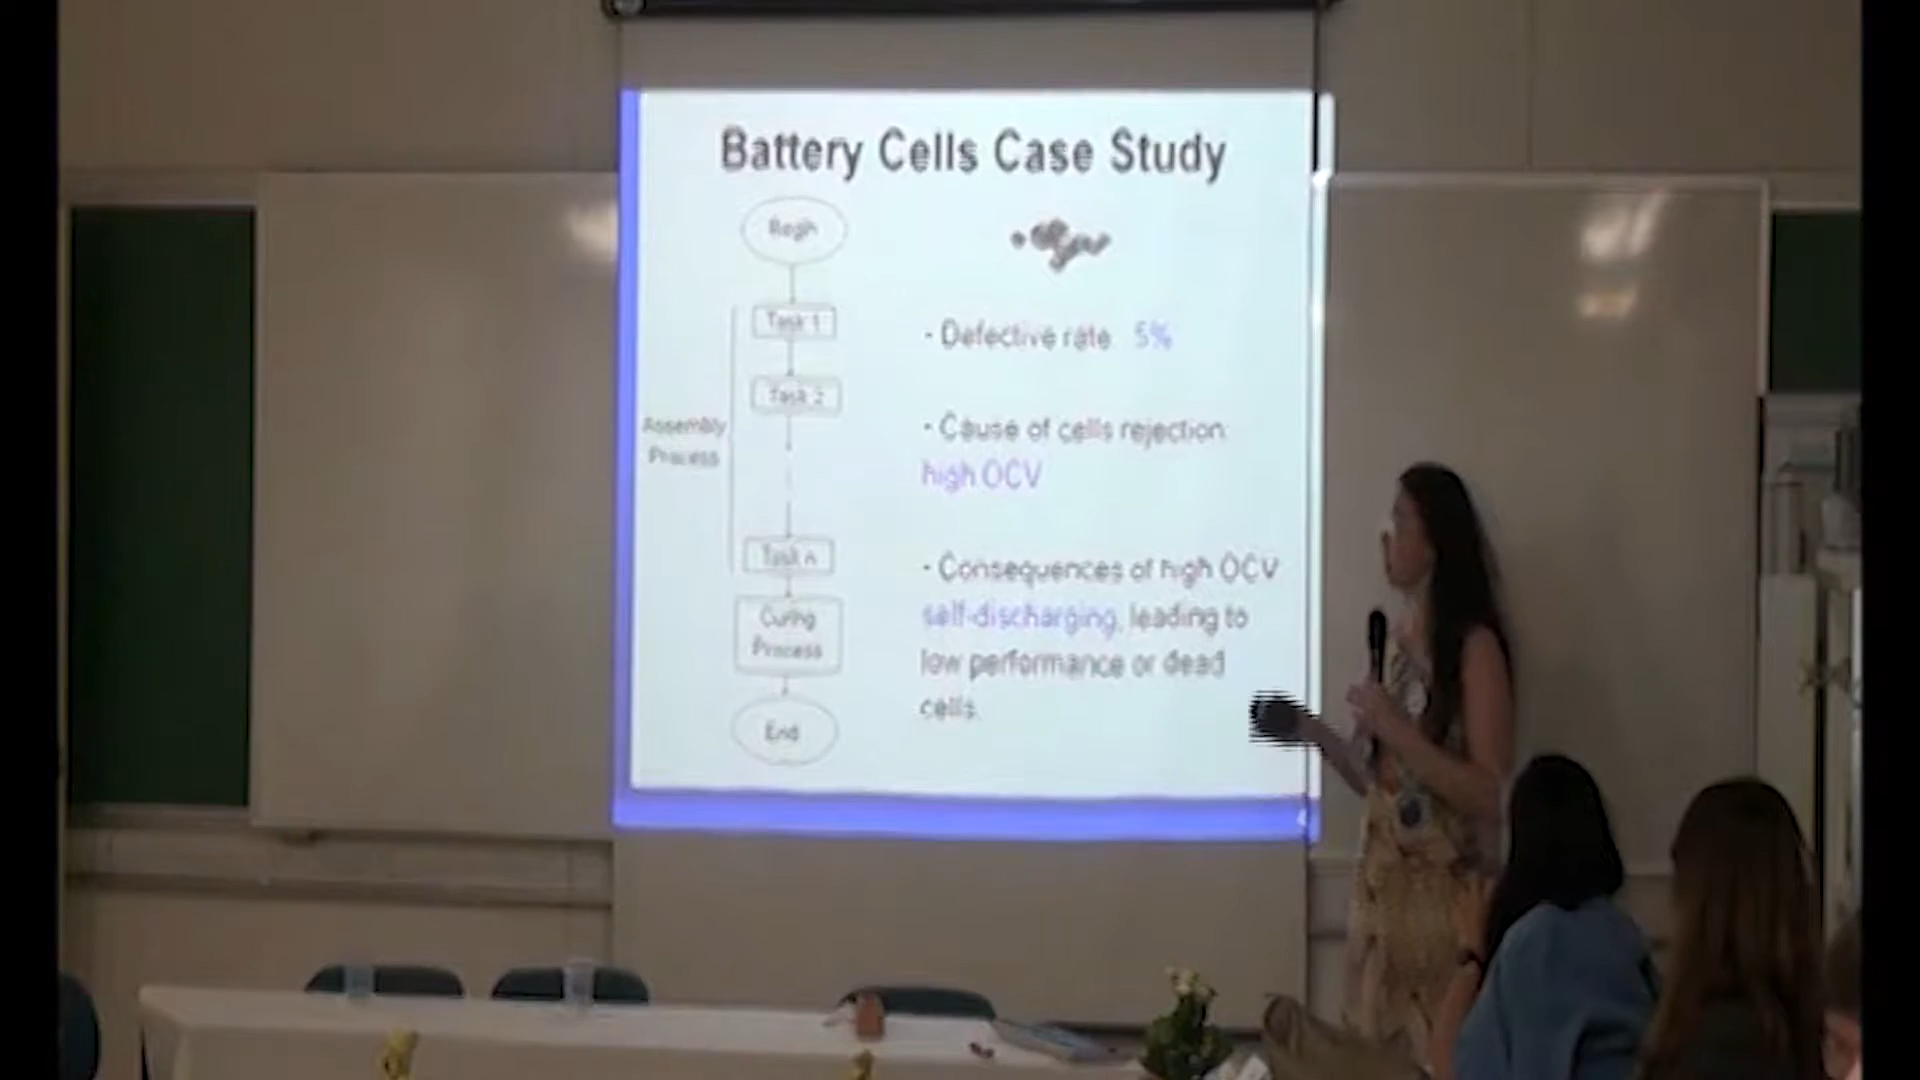 Battery Cells Case Study
Begin
Task 1
Task 2
Assembly
Process
Task n
Curing
Process
End
- Defective rate 5%
- Cause of cells rejection
high OCV
- Consequences of high OCV
self-discharging, leading to
low performance or dead
cells.